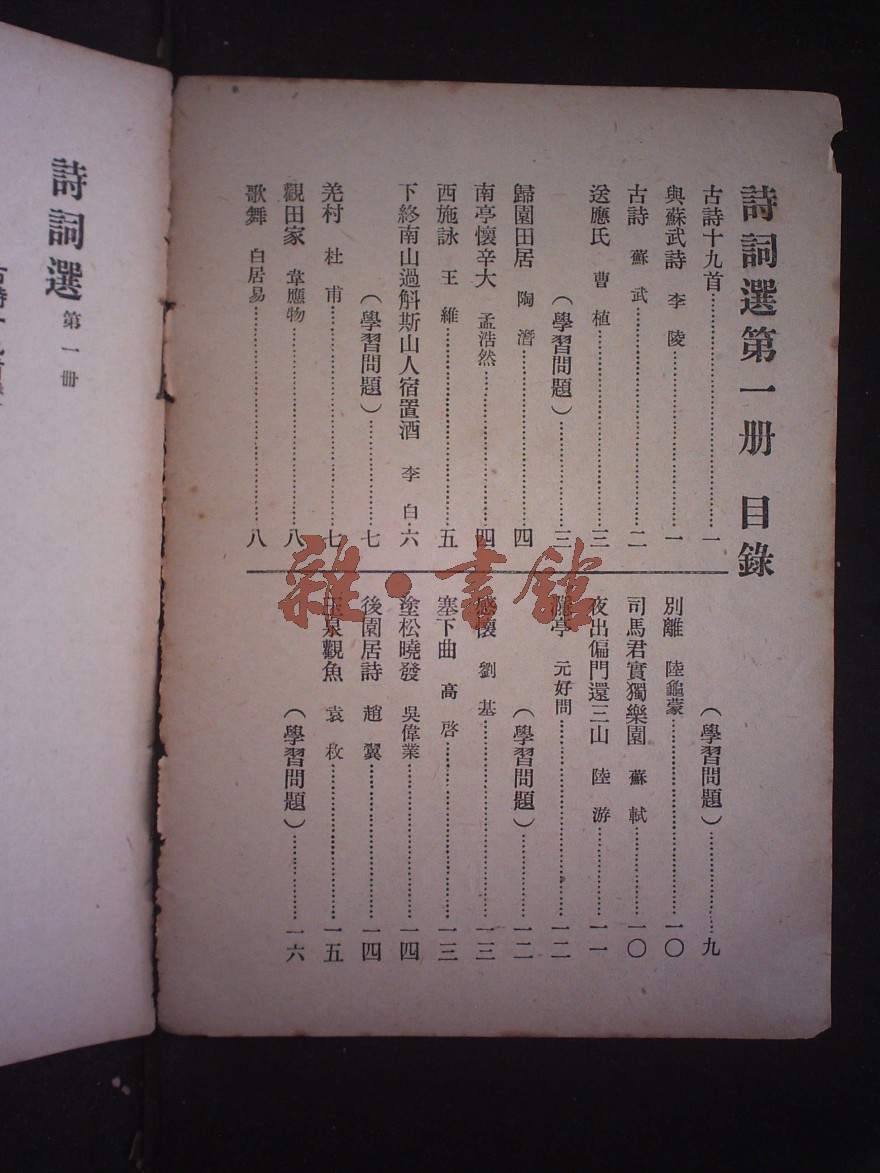 詩詞選第一册 目錄
古詩十九首……一
與蘇武詩 李陵……一
古詩 蘇武……二
送應氏 曹植……三
（學習問題）……三
歸園田居 陶潛……四
南亭懷辛大 孟浩然……四
西施詠 王維……五
下終南山過斛斯山人宿置酒 李白…六
（學習問題）……七
羌村 杜甫……七
觀田家 韋應物……八
歌舞 白居易……八
（學習問題）……九
別離 陸龜蒙……一〇
司馬君實獨樂園 蘇軾……一〇
夜出偏門還三山 陸游……一一
亭 元好問……一二
（學習問題）……一二
感懷 劉基……一三
塞下曲 高啓……一三
塗松曉發 吳偉業……一四
後園居詩 趙翼……一四
玉泉觀魚 袁枚……一五
（學習問題）……一六
詩詞選 第一冊
雜·書館